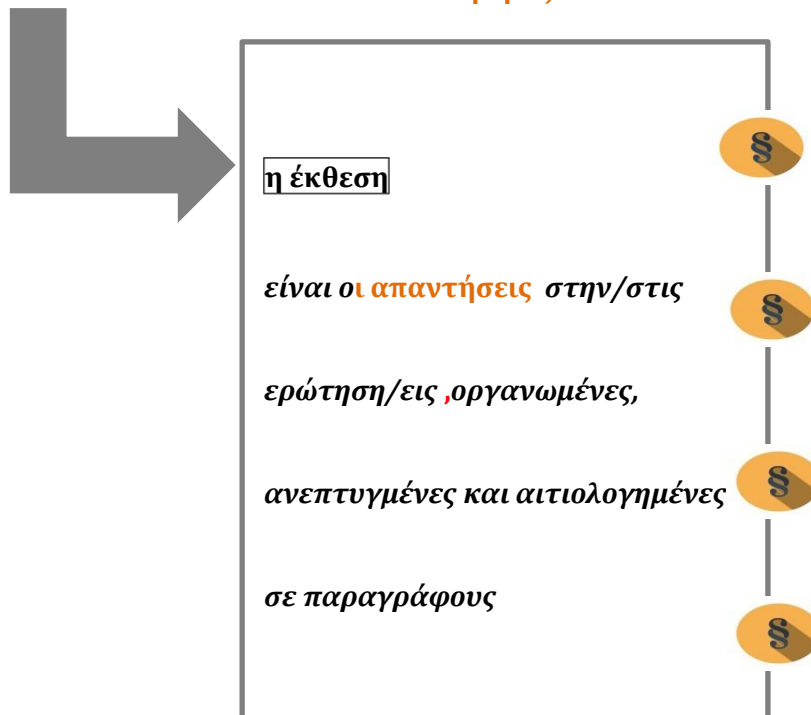 η έκθεση
§
είναι οι απαντήσεις στην/στις
§
ερώτηση/εις ,οργανωμένες,
ανεπτυγμένες και αιτιολογημένες
§
σε παραγράφους
§